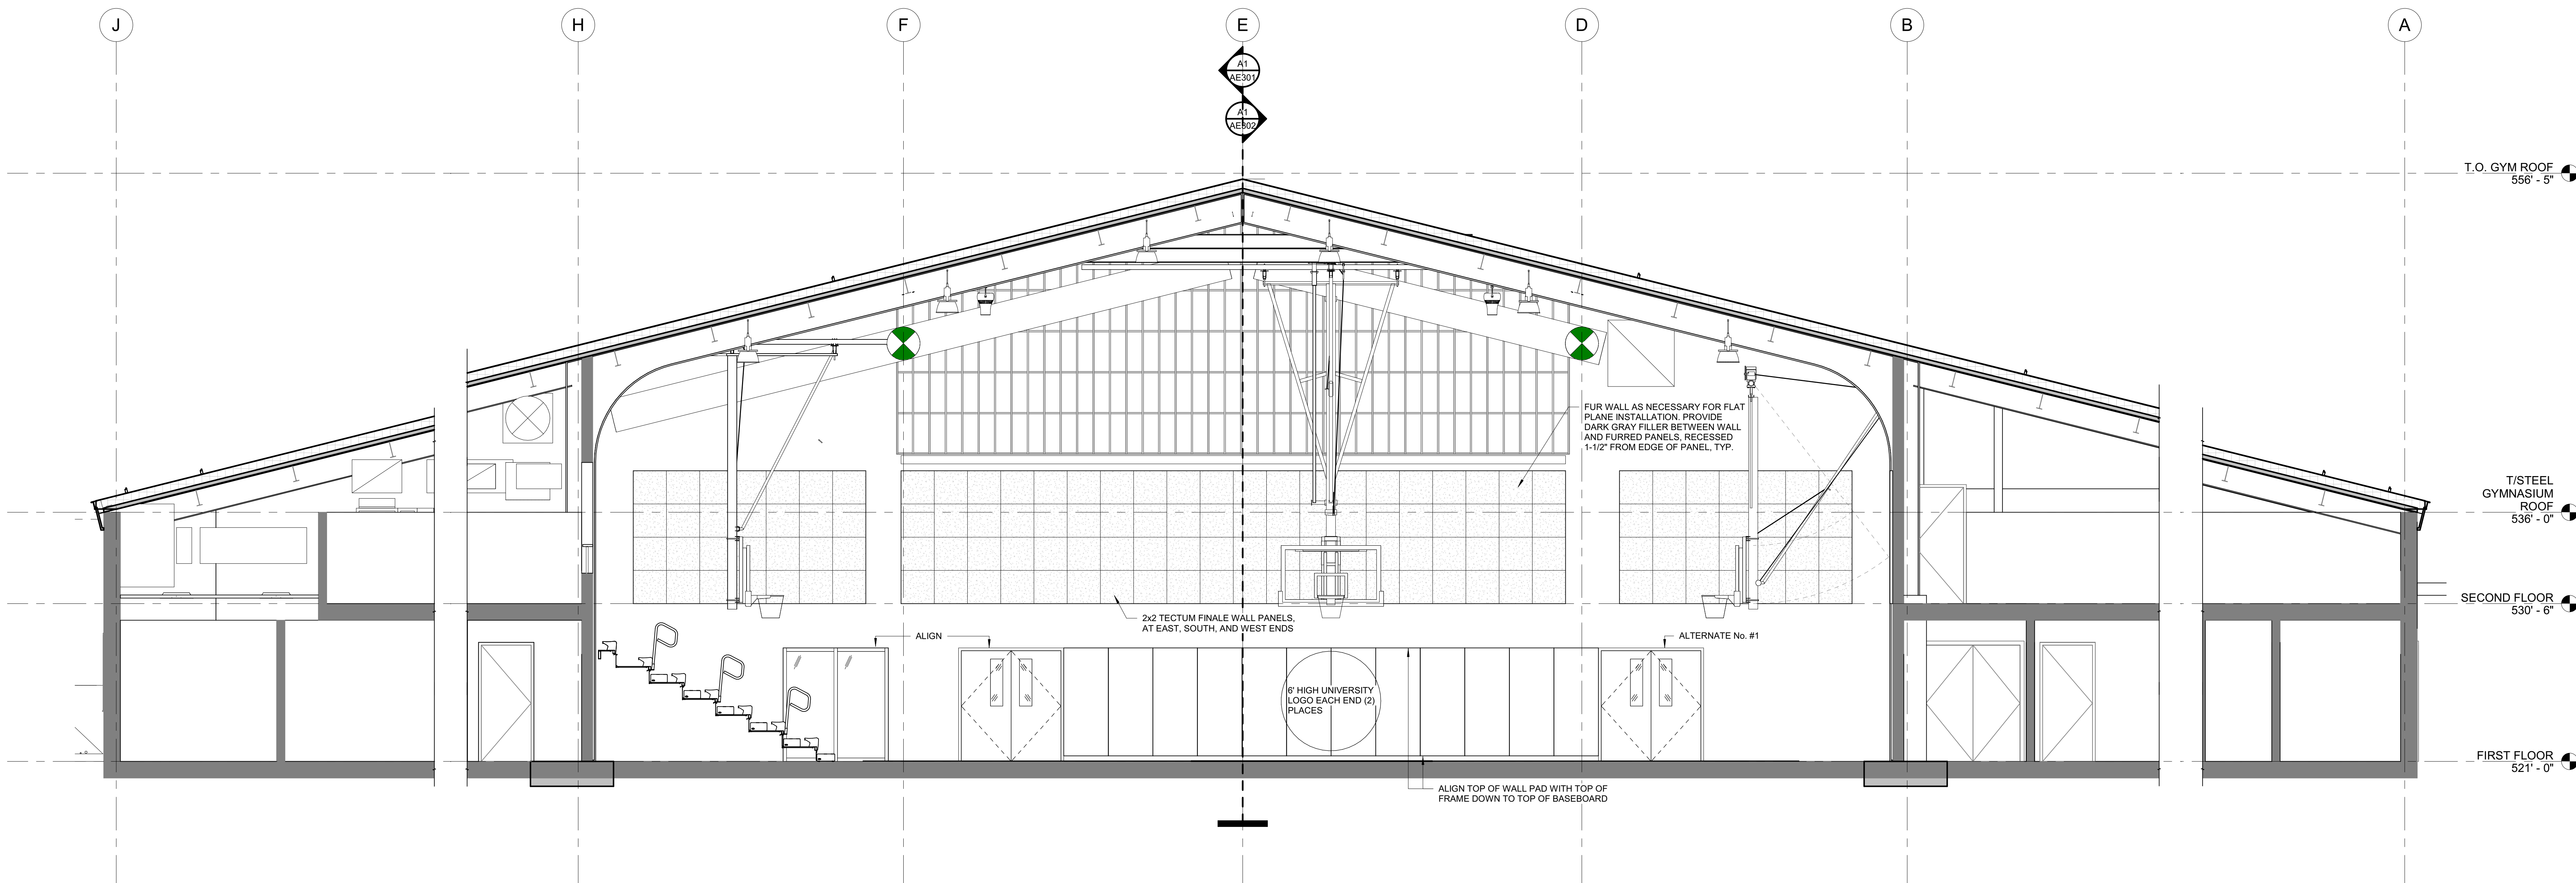 J
H
F
E
D
B
A
A1
AE301
A1
AE302
T.O. GYM ROOF
556' - 5"
FUR WALL AS NECESSARY FOR FLAT
PLANE INSTALLATION. PROVIDE
DARK GRAY FILLER BETWEEN WALL
AND FURRED PANELS, RECESSED
1-1/2" FROM EDGE OF PANEL, TYP.
T/STEEL
GYMNASIUM
ROOF
536' - 0"
SECOND FLOOR
530' - 6"
2x2 TECTUM FINALE WALL PANELS,
AT EAST, SOUTH, AND WEST ENDS
ALIGN
ALTERNATE No. #1
6' HIGH UNIVERSITY
LOGO EACH END (2)
PLACES
FIRST FLOOR
521' - 0"
ALIGN TOP OF WALL PAD WITH TOP OF
FRAME DOWN TO TOP OF BASEBOARD